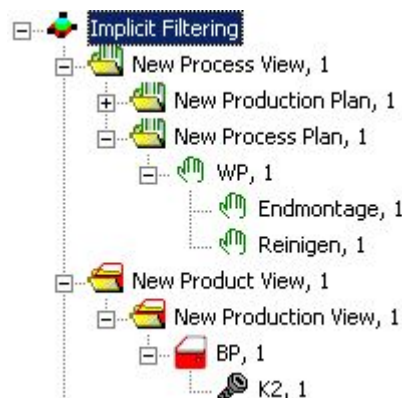 Implicit Filtering
New Process View, 1
New Production Plan, 1
New Process Plan, 1
WP, 1
Endmontage, 1
Reinigen, 1
New Product View, 1
New Production View, 1
BP, 1
K2, 1